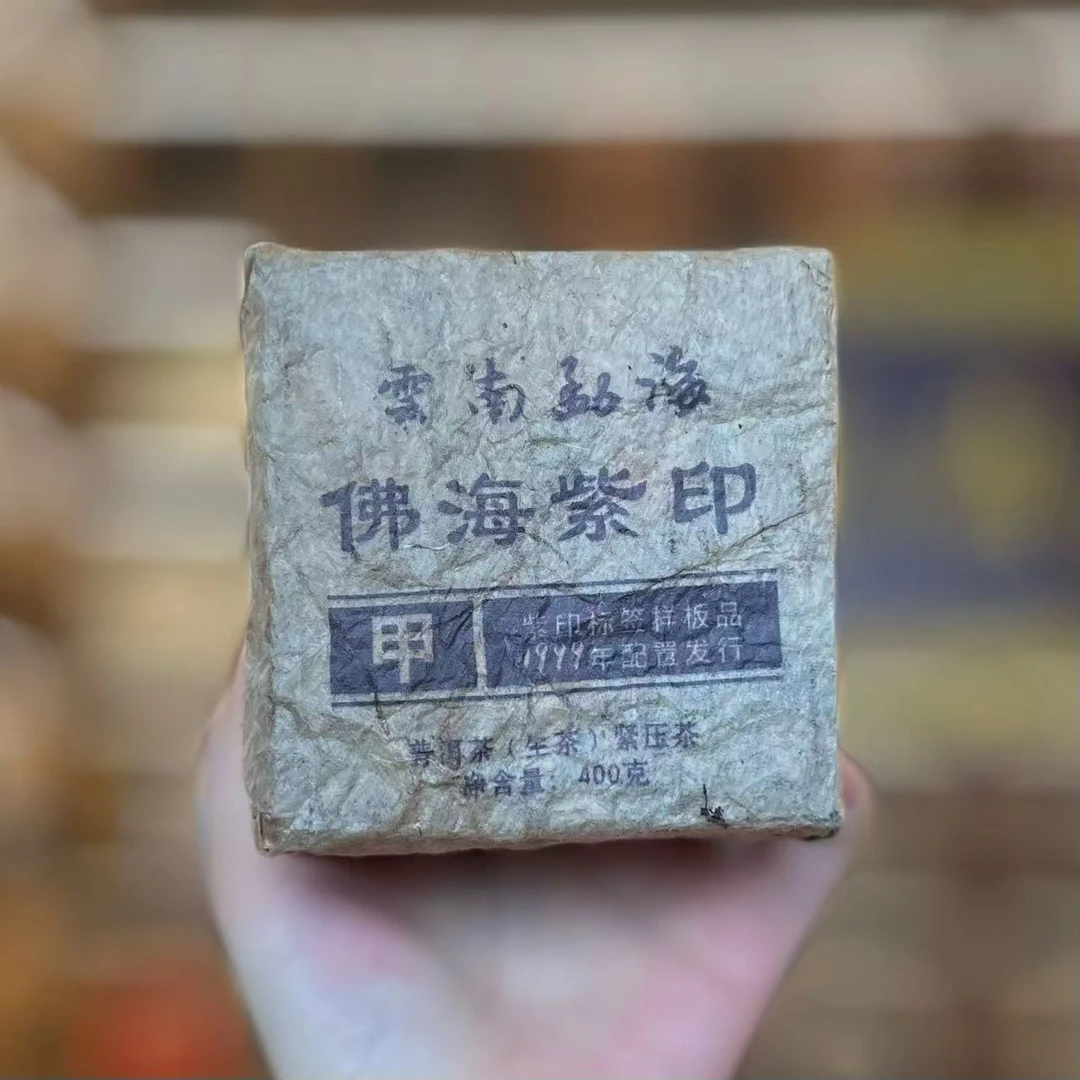 雲南勐海
佛海紫印
甲
紫印标签样板品
1999年配置发行
普洱茶（生茶）紧压茶
净含量：400克